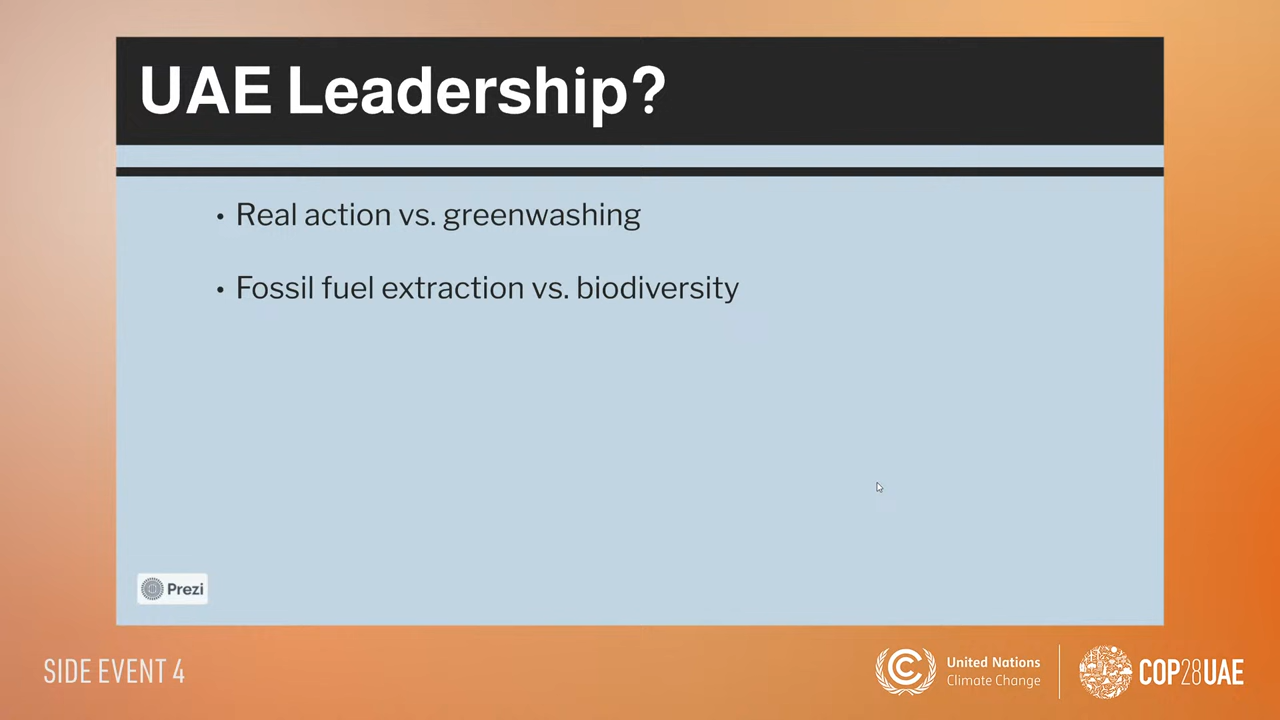 UAE Leadership?
• Real action vs. greenwashing
• Fossil fuel extraction vs. biodiversity
Prezi
SIDE EVENT 4
United Nations
Climate Change
COP28UAE